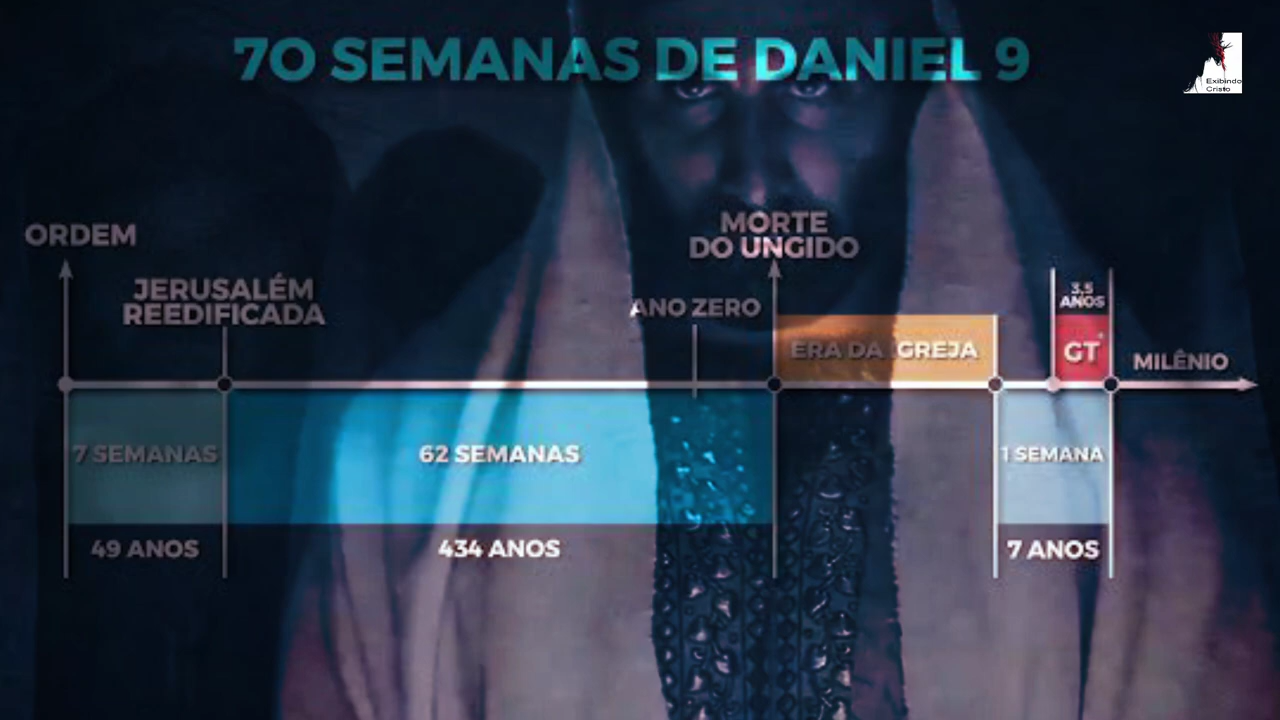 7O SEMANAS DE DANIEL 9
Exibindo
Cristo
ORDEM
JERUSALÉM
REEDIFICADA
ANO ZERO
MORTE
DO UNGIDO
ERA DA IGREJA
3,5
ANOS
GT*
MILÊNIO
7 SEMANAS
62 SEMANAS
1 SEMANA
49 ANOS
434 ANOS
7 ANOS